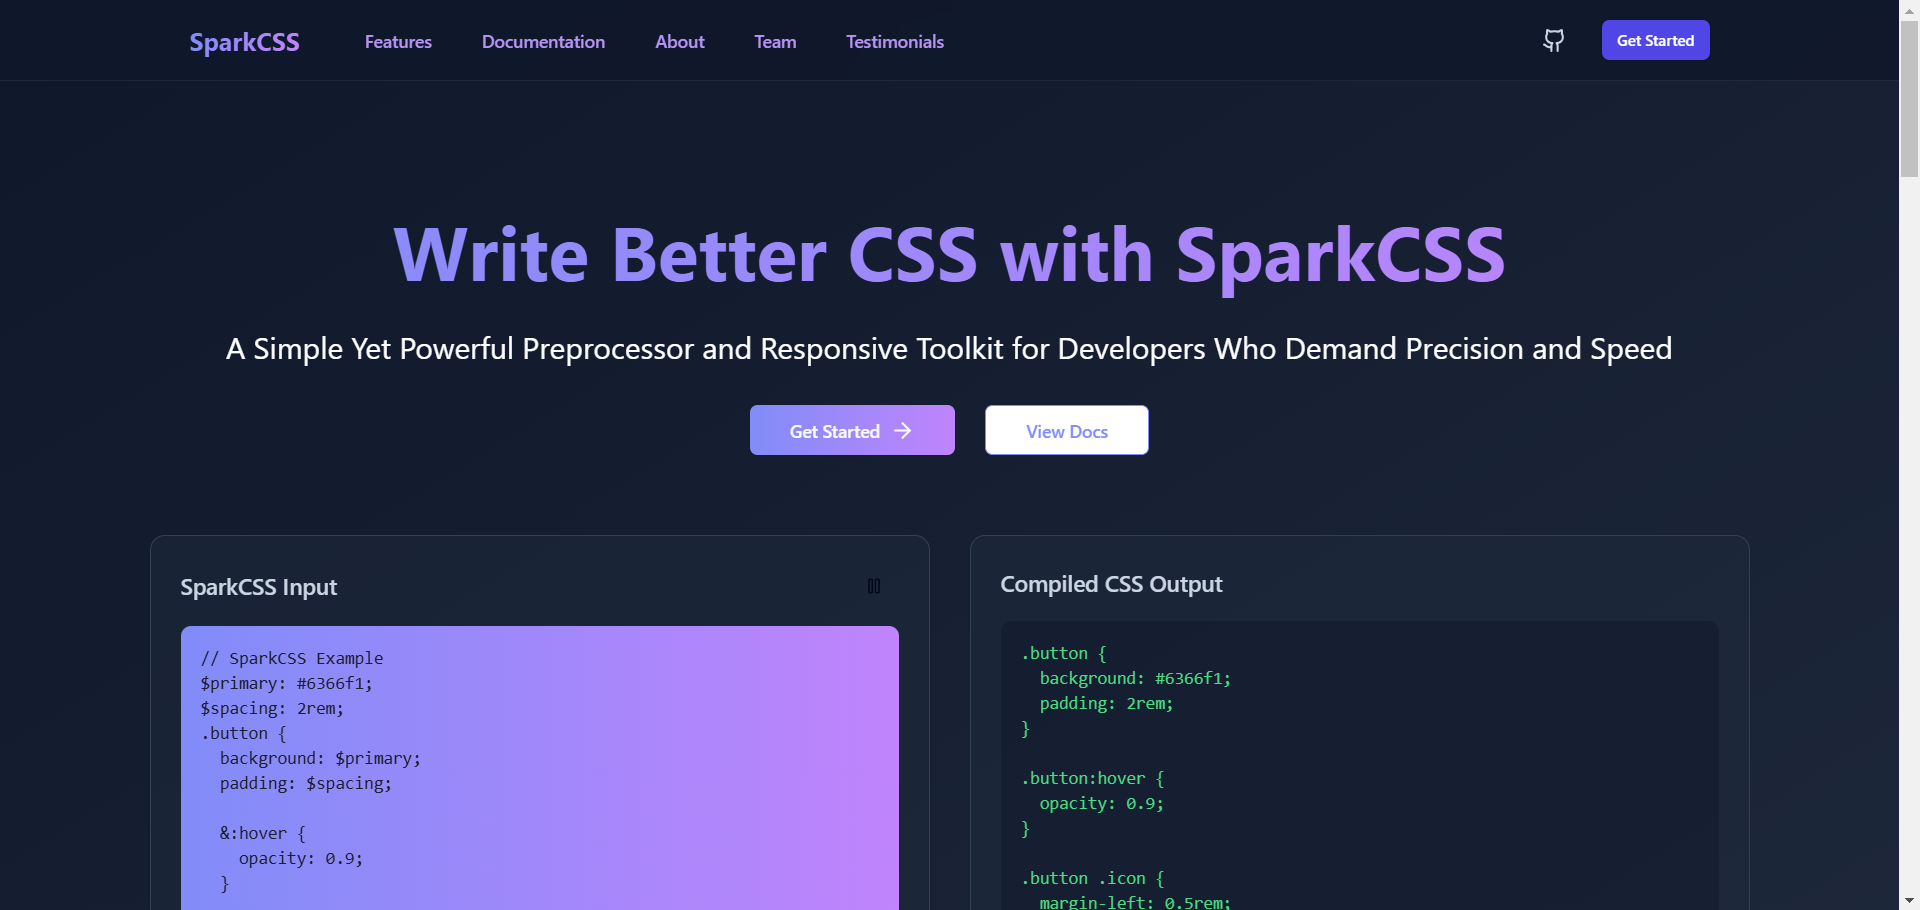 SparkCSS
Features
Documentation
About
Team
Testimonials
Get Started
Write Better CSS with SparkCSS
A Simple Yet Powerful Preprocessor and Responsive Toolkit for Developers Who Demand Precision and Speed
Get Started
View Docs
SparkCSS Input
// SparkCSS Example
$primary: #6366f1;
$spacing: 2rem;
.button {
  background: $primary;
  padding: $spacing;

  &:hover {
    opacity: 0.9;
  }
Compiled CSS Output
.button {
  background: #6366f1;
  padding: 2rem;
}

.button:hover {
  opacity: 0.9;
}

.button .icon {
  margin-left: 0.5rem;